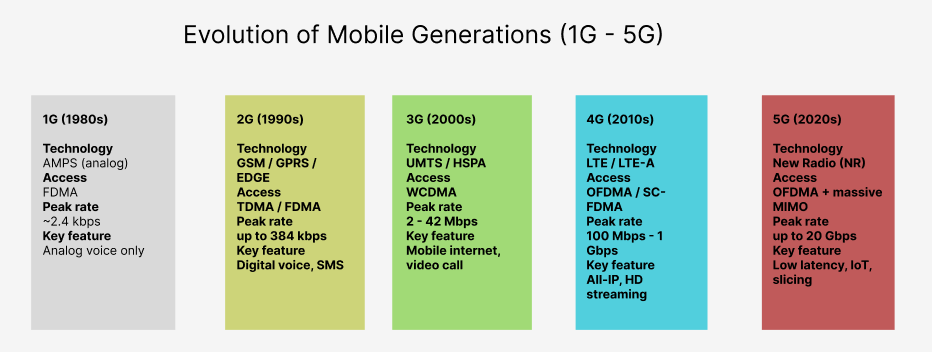 Evolution of Mobile Generations (1G - 5G)
1G (1980s)
Technology
AMPS (analog)
Access
FDMA
Peak rate
~2.4 kbps
Key feature
Analog voice only
2G (1990s)
Technology
GSM / GPRS /
EDGE
Access
TDMA / FDMA
Peak rate
up to 384 kbps
Key feature
Digital voice, SMS
3G (2000s)
Technology
UMTS / HSPA
Access
WCDMA
Peak rate
2 - 42 Mbps
Key feature
Mobile internet,
video call
4G (2010s)
Technology
LTE / LTE-A
Access
OFDMA / SC-
FDMA
Peak rate
100 Mbps - 1
Gbps
Key feature
All-IP, HD
streaming
5G (2020s)
Technology
New Radio (NR)
Access
OFDMA + massive
MIMO
Peak rate
up to 20 Gbps
Key feature
Low latency, IoT,
slicing